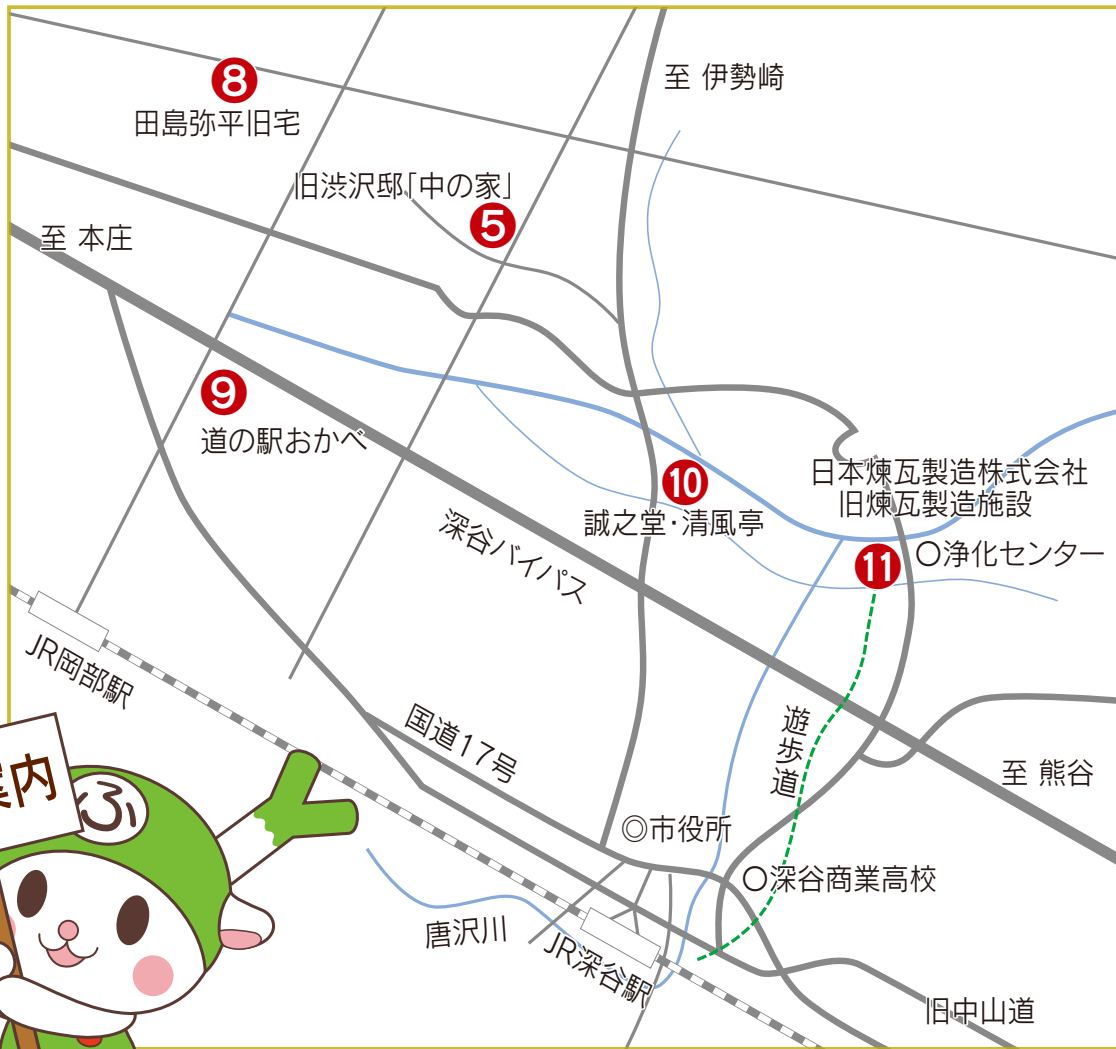 至 伊勢崎
8
田島弥平旧宅
旧渋沢邸「中の家」
5
至 本庄
9
道の駅おかべ
10
誠之堂・清風亭
日本煉瓦製造株式会社
旧煉瓦製造施設
11
浄化センター
深谷バイパス
JR岡部駅
国道17号
遊歩道
至 熊谷
◎市役所
深谷商業高校
唐沢川
JR深谷駅
旧中山道
案内
ふ